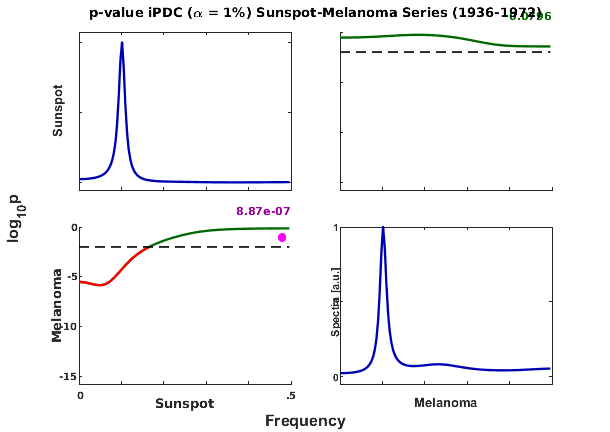 p-value iPDC (α = 1%) Sunspot-Melanoma Series (1936-1972)
Sunspot
8.87e-07
log10p
Melanoma
0
-5
-10
-15
Spectra [a.u.]
1
0
0
.5
Sunspot
Melanoma
Frequency